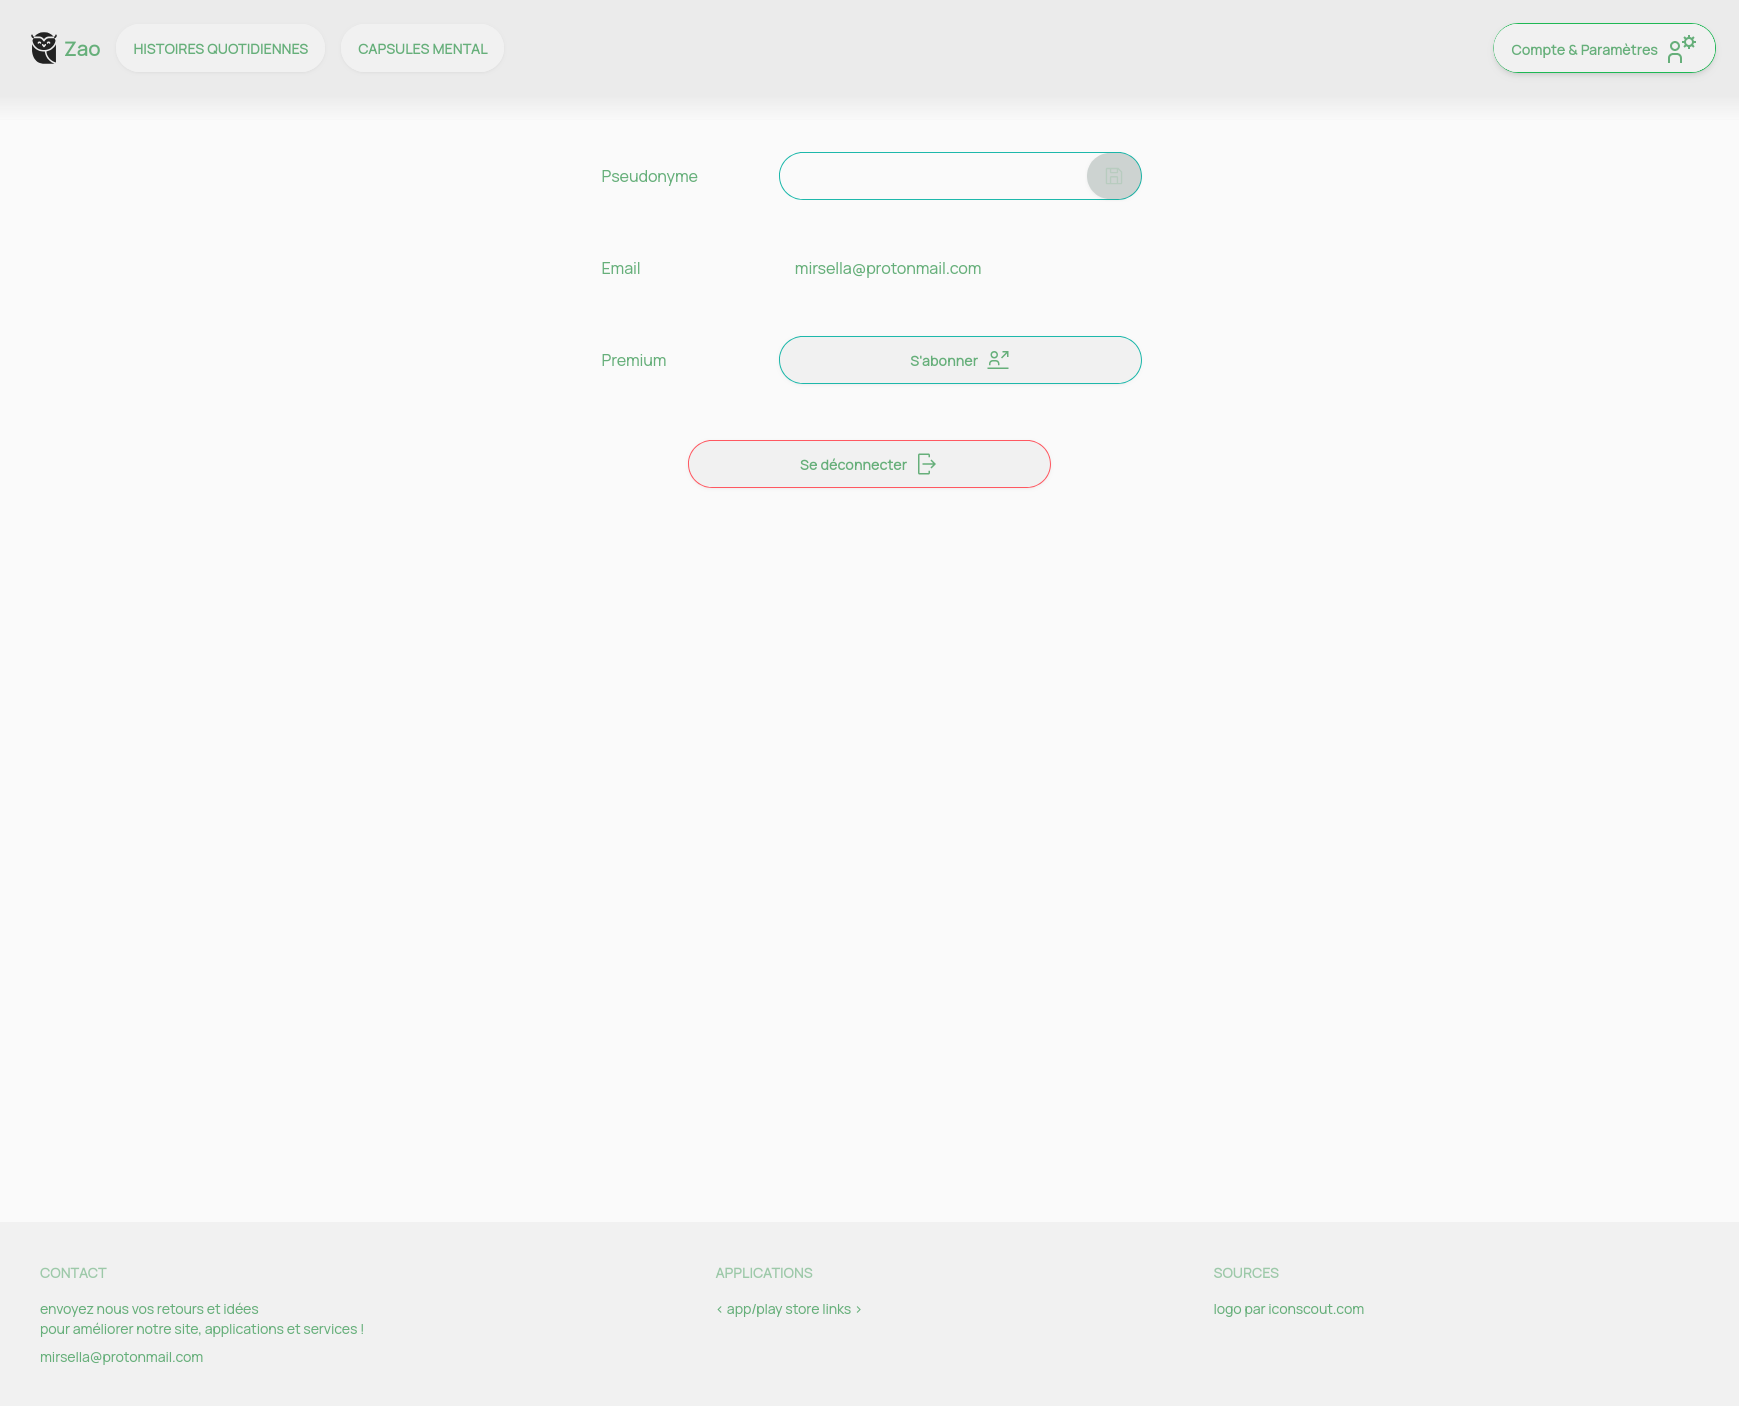 Zao
HISTOIRES QUOTIDIENNES
CAPSULES MENTAL
Compte & Paramètres
Pseudonyme
Email
mirsella@protonmail.com
Premium
S'abonner
Se déconnecter
CONTACT
envoyez nous vos retours et idées
pour améliorer notre site, applications et services !
mirsella@protonmail.com
APPLICATIONS
< app/play store links >
SOURCES
logo par iconscout.com